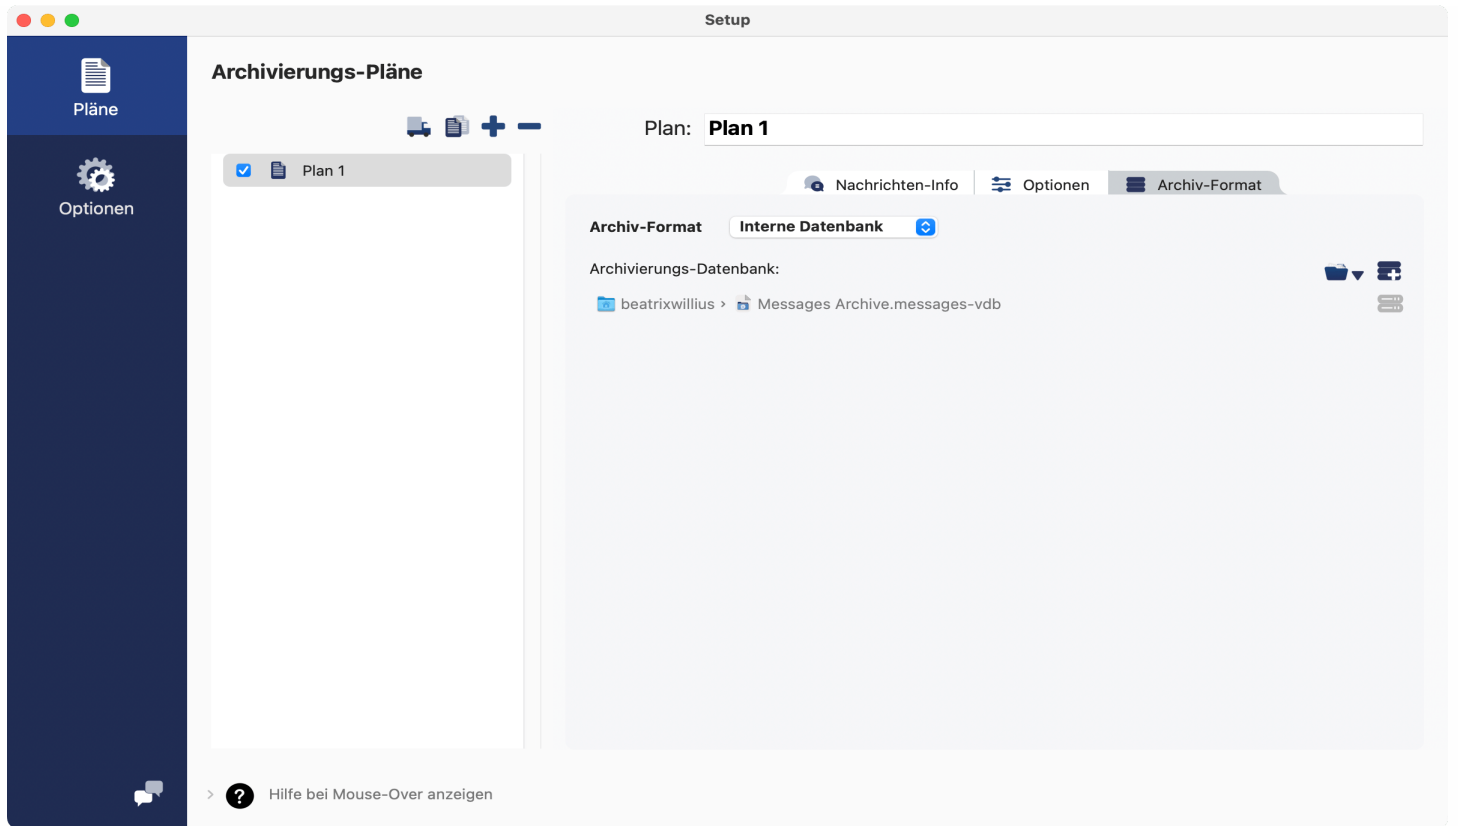 Setup
Pläne
Optionen
Archivierungs-Pläne
Plan 1
Plan: Plan 1
Nachrichten-Info Optionen Archiv-Format
Archiv-Format Interne Datenbank
Archivierungs-Datenbank:
beatrixwillius › Messages Archive.messages-vdb
? Hilfe bei Mouse-Over anzeigen